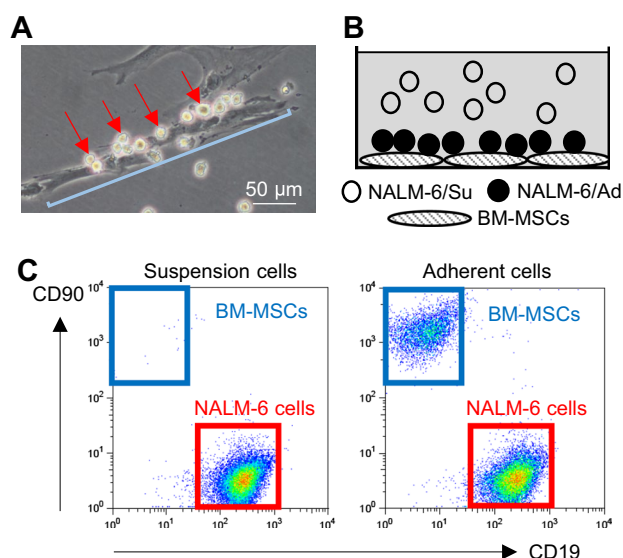 A
50 µm
B
NALM-6/Su NALM-6/Ad
BM-MSCs
C
Suspension cells
Adherent cells
CD90
10⁴
10³
10²
10¹
10⁰
BM-MSCs
NALM-6 cells
10⁰ 10¹ 10² 10³ 10⁴
10⁴
10³
10²
10¹
10⁰
BM-MSCs
NALM-6 cells
10⁰ 10¹ 10² 10³ 10⁴
CD19